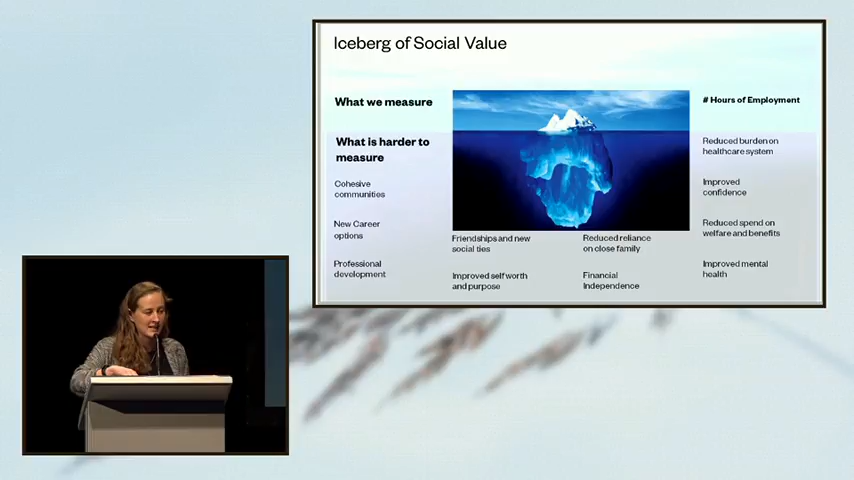 Iceberg of Social Value
What we measure
# Hours of Employment
What is harder to
measure
Cohesive
communities
New Career
options
Professional
development
Friendships and new
social ties
Improved self worth
and purpose
Reduced reliance
on close family
Financial
Independence
Reduced burden on
healthcare system
Improved
confidence
Reduced spend on
welfare and benefits
Improved mental
health